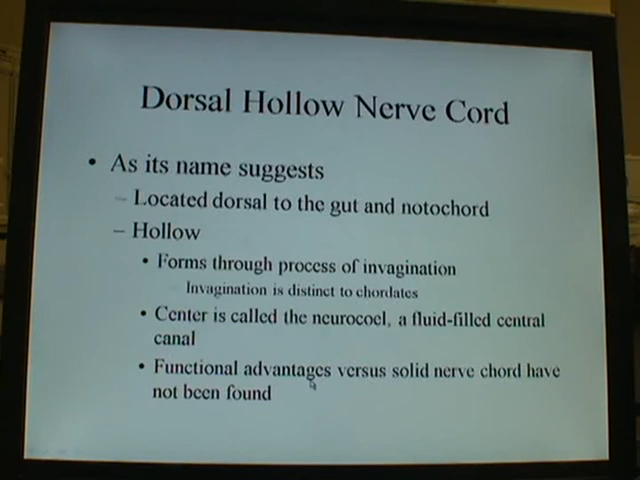 Dorsal Hollow Nerve Cord
• As its name suggests
– Located dorsal to the gut and notochord
– Hollow
• Forms through process of invagination
Invagination is distinct to chordates
• Center is called the neurocoel, a fluid-filled central
canal
• Functional advantages versus solid nerve chord have
not been found